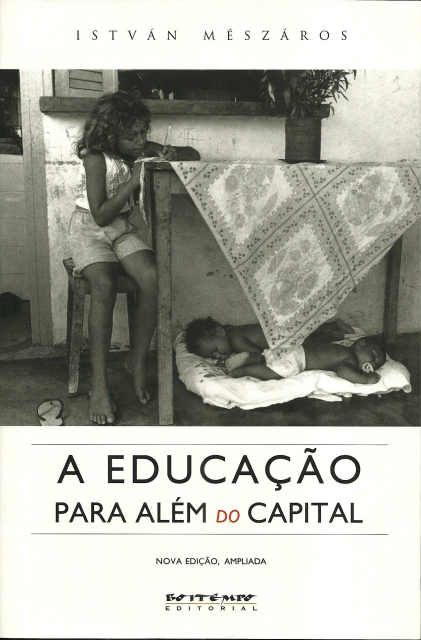 ISTVÁN MÉSZÁROS
A EDUCAÇÃO
PARA ALÉM DO CAPITAL
NOVA EDIÇÃO, AMPLIADA
BOITEMPO
EDITORIAL